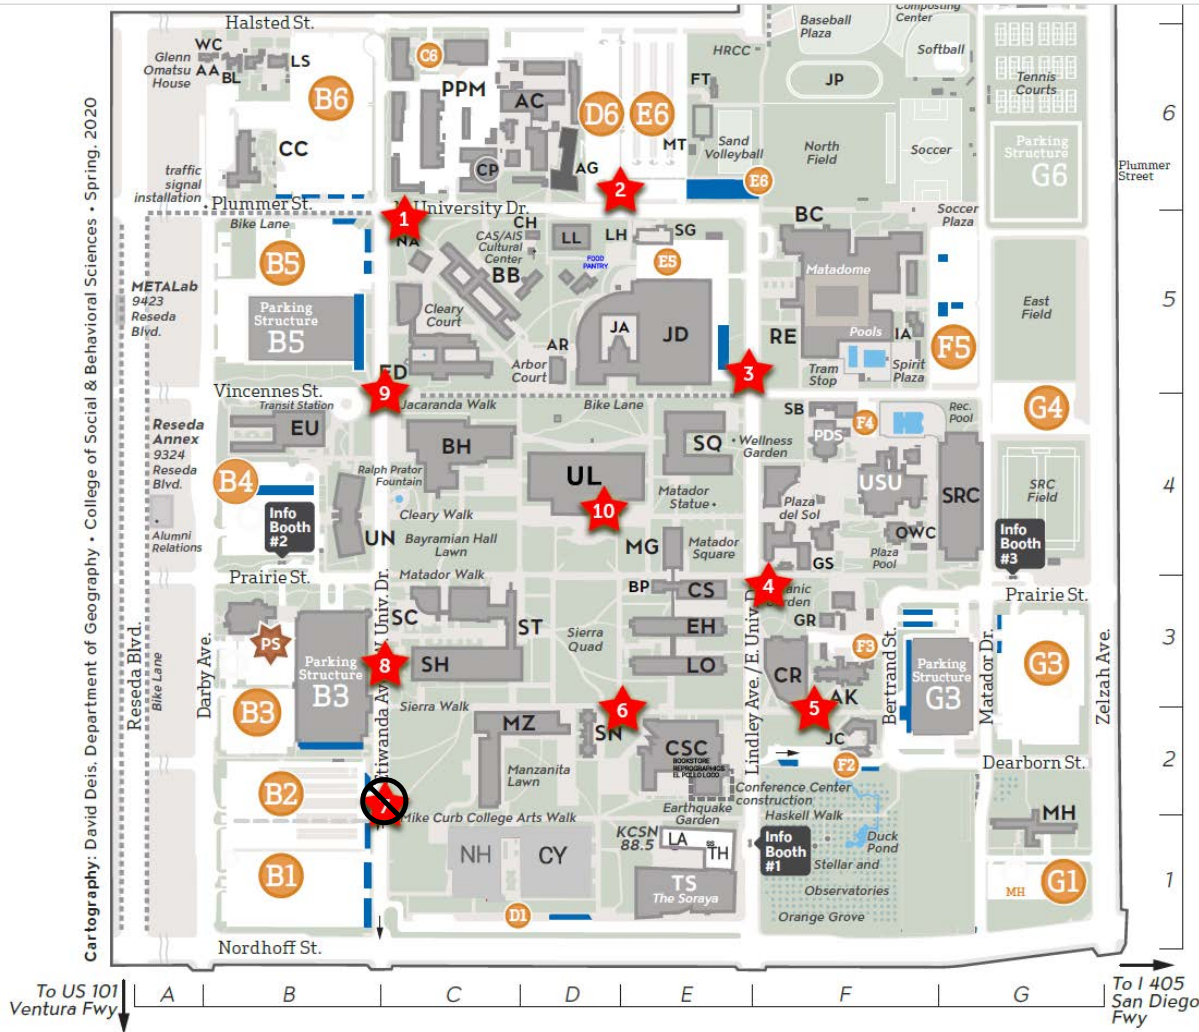 Halsted St.
WC
Glenn
Omatsu
House
AA
BL
LS
B6
CC
traffic
signal
installation
Plummer St.
Bike Lane
C6
PPM
AC
CP
AG
D6
E6
MT
FT
HRCC
Sand
Volleyball
E6
Baseball
Plaza
Composting
Center
Softball
JP
North
Field
Soccer
Tennis
Courts
Parking
Structure
G6
Plummer
Street
6
1
2
University Dr.
NA
CH
CAS/AIS
Cultural
Center
BB
LL
LH
FOOD
PANTRY
SG
E5
BC
Matadome
Soccer
Plaza
B5
Parking
Structure
B5
METALab
9423
Reseda
Blvd.
Cleary
Court
ED
AR
Arbor
Court
JA
JD
3
RE
Pools
IA
Tram
Stop
Spirit
Plaza
F5
East
Field
5
Vincennes St.
9
Transit Station
Jacaranda Walk
Bike Lane
EU
Reseda
Annex
9324
Reseda
Blvd.
B4
Info
Booth
#2
Alumni
Relations
BH
Ralph Prator
Fountain
Cleary Walk
UN
Bayramian Hall
Lawn
UL
10
SQ
Wellness
Garden
Matador
Statue
MG
Matador
Square
SB
F4
PDS
Rec.
Pool
USU
SRC
Plaza
del Sol
OWC
Plaza
Pool
GS
G4
SRC
Field
Info
Booth
#3
4
Prairie St.
Matador Walk
BP
CS
4
Garden
Prairie St.
SC
ST
PS
Parking
Structure
B3
8
SH
Sierra
Quad
EH
LO
GR
F3
CR
AK
Parking
Structure
G3
G3
3
Reseda Blvd.
Bike Lane
Darby Ave.
B3
Sierra Walk
6
5
Lindley Ave. / E. Univ. D
Bertrand St.
Matador Dr.
Zelzah Ave.
MZ
SN
CSC
BOOKSTORE
REPROGRAPHICS
EL POLLO LOCO
JC
F2
Dearborn St.
2
B2
7
Manzanita
Lawn
Mike Curb College Arts Walk
Earthquake
Garden
Conference Center
construction
Haskell Walk
MH
KCSN
88.5
LA
TH
Info
Booth
#1
Duck
Pond
Stellar and
Observatories
Orange Grove
B1
NH
CY
TS
The Soraya
MH
G1
1
D1
Nordhoff St.
To US 101
Ventura Fwy
A
B
C
D
E
F
G
To I 405
San Diego
Fwy
Cartography: David Deis, Department of Geography • College of Social & Behavioral Sciences • Spring. 2020